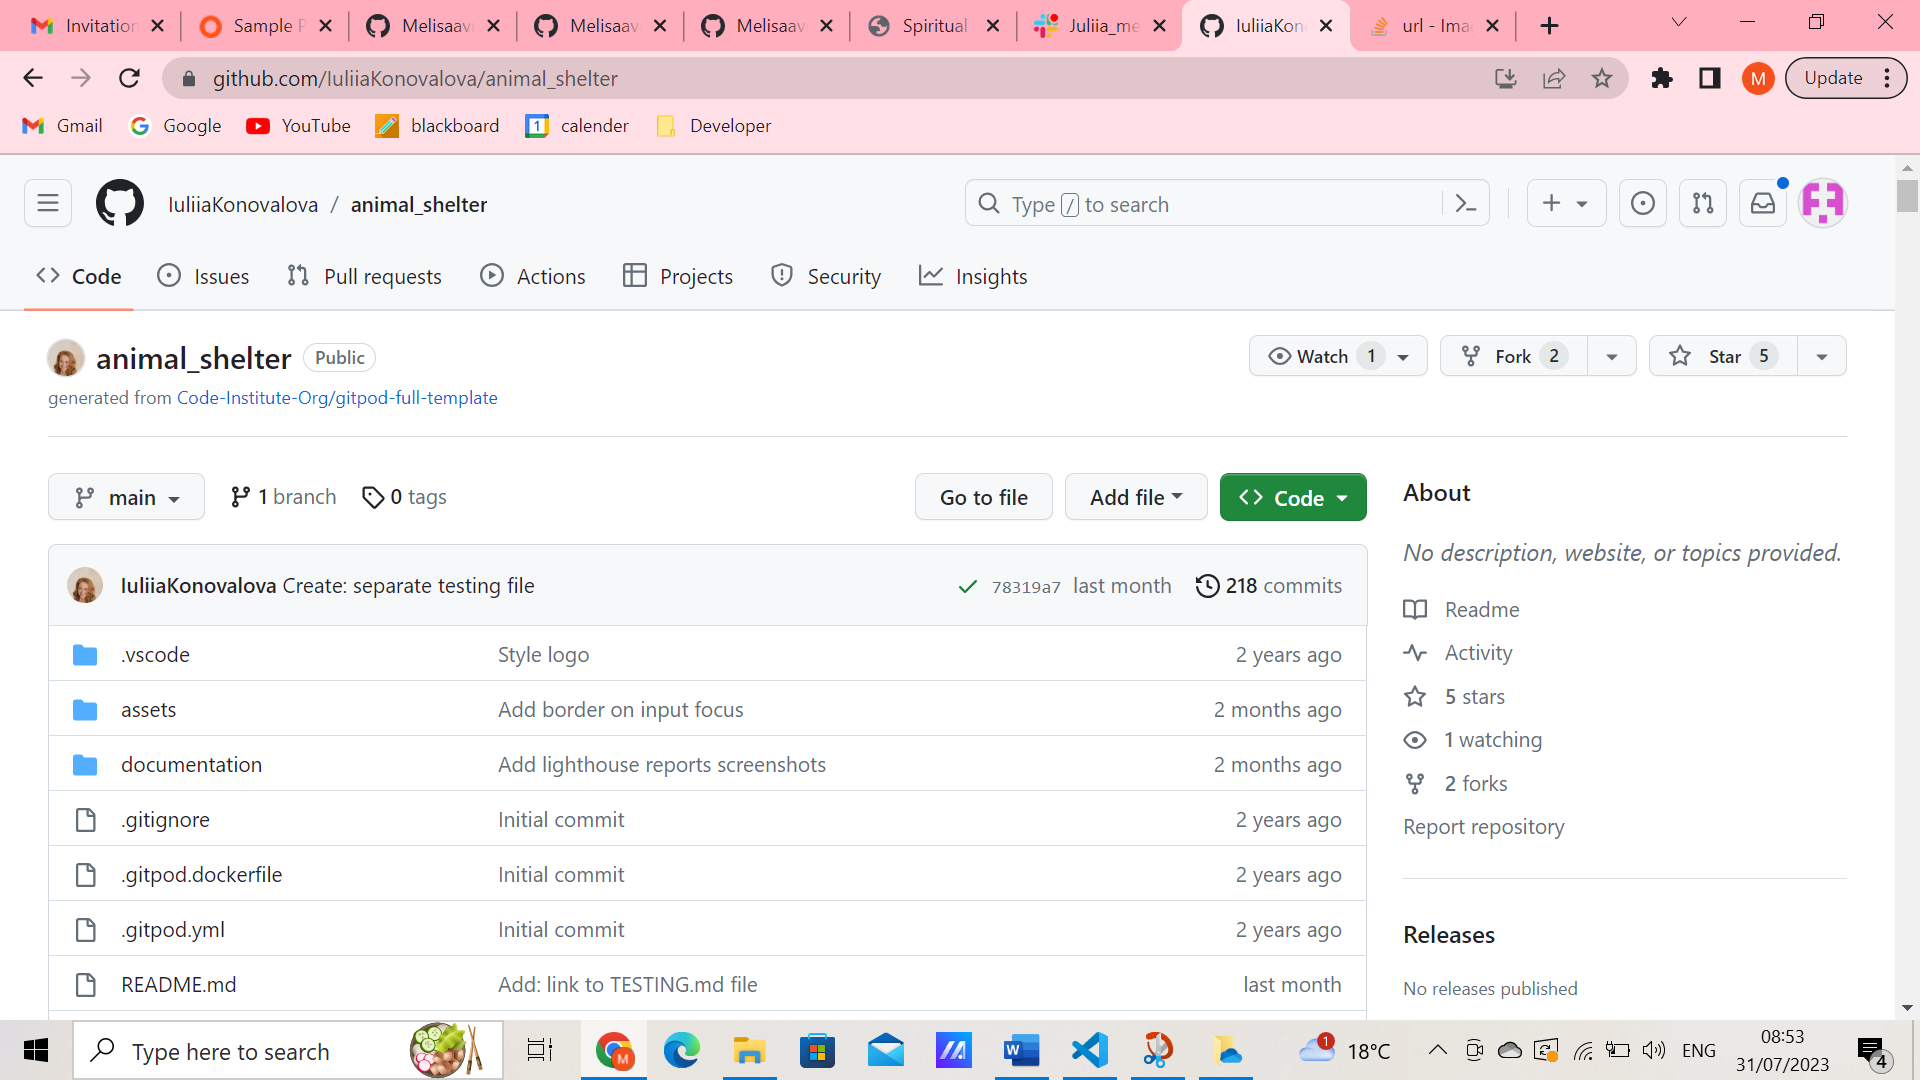 Invitation
Sample P
Melisaav
Melisaav
Melisaav
Spiritual
Juliia_me
IuliiaKon
url - Ima
github.com/IuliiaKonovalova/animal_shelter
M
Update
Gmail
Google
YouTube
blackboard
1
calender
Developer
IuliiaKonovalova / animal_shelter
Type / to search
Code
Issues
Pull requests
Actions
Projects
Security
Insights
animal_shelter Public
Watch 1
Fork 2
Star 5
generated from Code-Institute-Org/gitpod-full-template
main
1 branch
0 tags
Go to file
Add file
Code
About
No description, website, or topics provided.
IuliiaKonovalova Create: separate testing file
78319a7 last month
218 commits
.vscode Style logo 2 years ago
assets Add border on input focus 2 months ago
documentation Add lighthouse reports screenshots 2 months ago
.gitignore Initial commit 2 years ago
.gitpod.dockerfile Initial commit 2 years ago
.gitpod.yml Initial commit 2 years ago
README.md Add: link to TESTING.md file last month
Readme
Activity
5 stars
1 watching
2 forks
Report repository
Releases
No releases published
Type here to search
M
W
1
18°C
ENG
08:53
31/07/2023
4